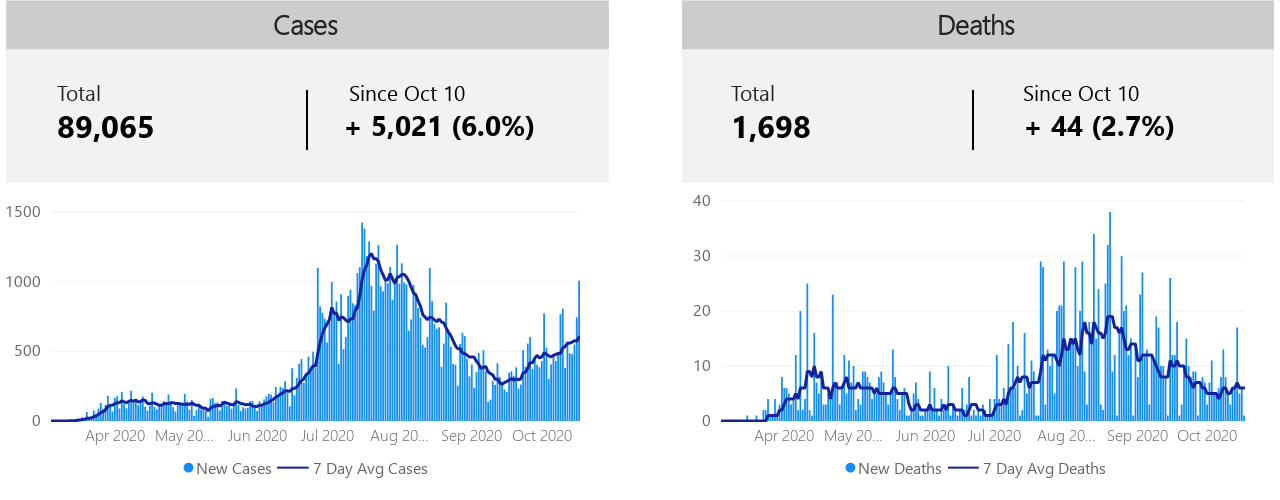 Cases
Total
Since Oct 10
89,065
+ 5,021 (6.0%)
1500
1000
500
0
Apr 2020 May 20... Jun 2020 Jul 2020 Aug 20... Sep 2020 Oct 2020
New Cases 7 Day Avg Cases
Deaths
Total
Since Oct 10
1,698
+ 44 (2.7%)
40
30
20
10
0
Apr 2020 May 20... Jun 2020 Jul 2020 Aug 20... Sep 2020 Oct 2020
New Deaths 7 Day Avg Deaths